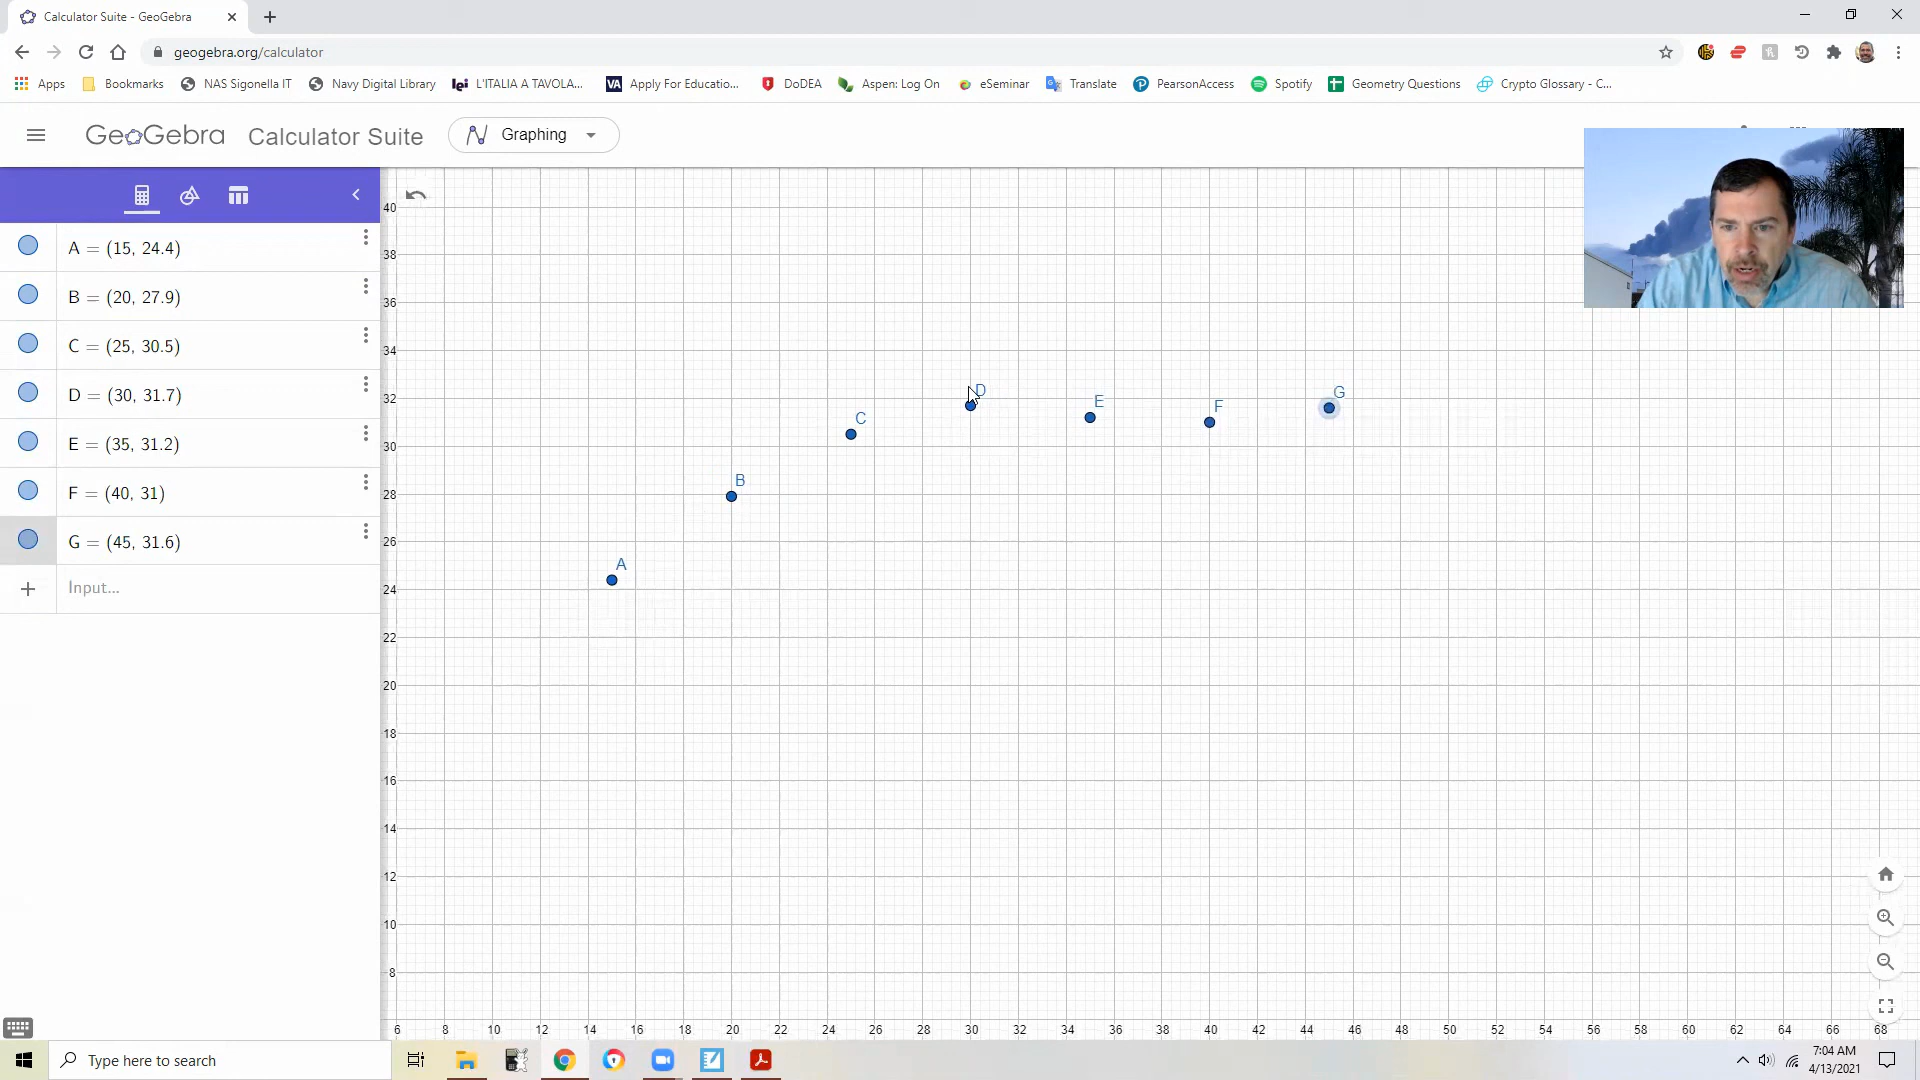 Calculator Suite - GeoGebra
geogebra.org/calculator
Apps Bookmarks NAS Sigonella IT Navy Digital Library L'ITALIA A TAVOLA... VA Apply For Educatio... DoDEA Aspen: Log On eSeminar Translate PearsonAccess Spotify Geometry Questions Crypto Glossary - C...
GeoGebra Calculator Suite Graphing
A = (15, 24.4)
B = (20, 27.9)
C = (25, 30.5)
D = (30, 31.7)
E = (35, 31.2)
F = (40, 31)
G = (45, 31.6)
Input...
40
38
36
34
32
30
28
26
24
22
20
18
16
14
12
10
8
D
G
E
F
C
B
A
6 8 10 12 14 16 18 20 22 24 26 28 30 32 34 36 38 40 42 44 46 48 50 52 54 56 58 60 62 64 66 68
Type here to search
7:04 AM
4/13/2021